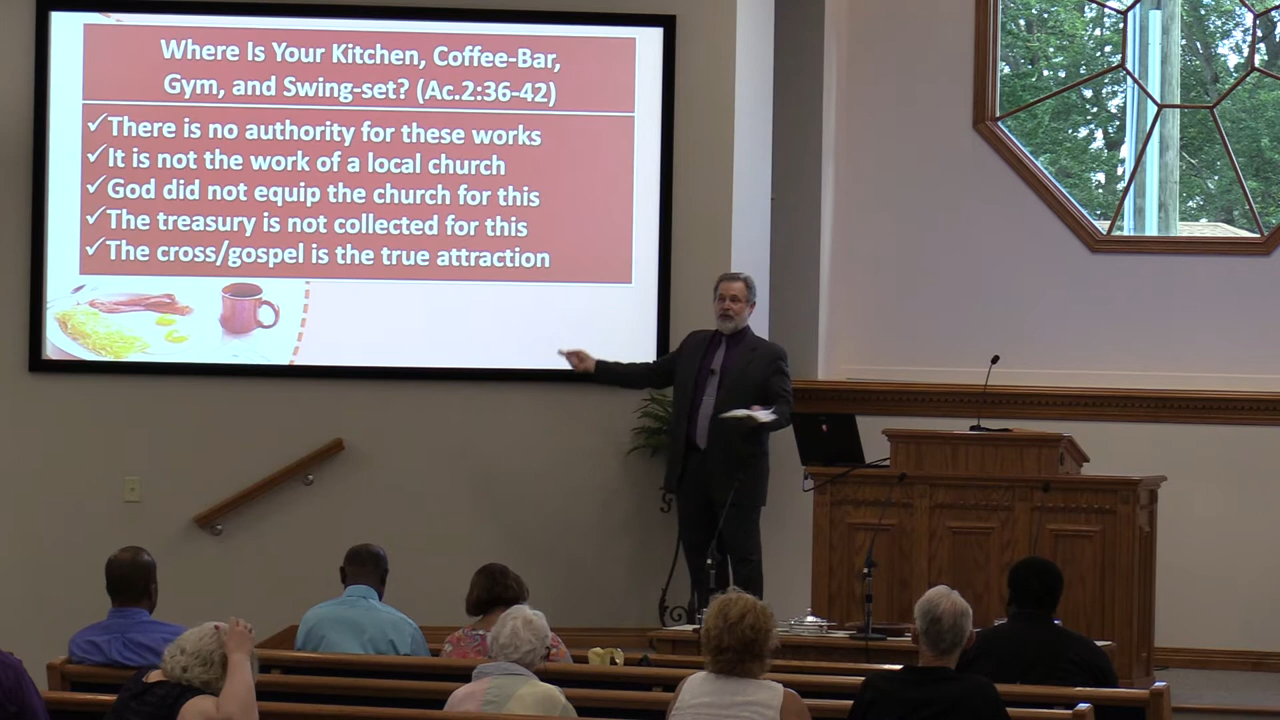 Where Is Your Kitchen, Coffee-Bar,
Gym, and Swing-set? (Ac.2:36-42)
✓There is no authority for these works
✓It is not the work of a local church
✓God did not equip the church for this
✓The treasury is not collected for this
✓The cross/gospel is the true attraction